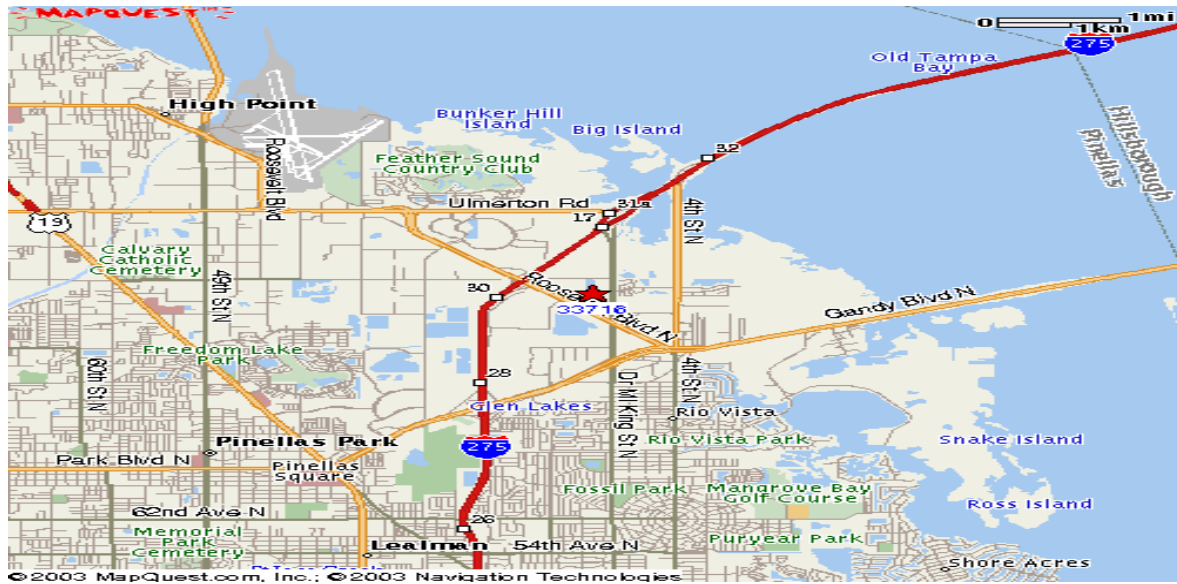 MAPQUEST
0 1mi
1km
275
Old Tampa
Bay
High Point
Bunker Hill
Island
Big Island
32
Hillsborough
Pinellas
Roosevelt Blvd
Feather Sound
Country Club
Ulmerton Rd
31a
17
4th St N
19
Calvary
Catholic
Cemetery
49th St N
30
Roose
Blvd N
33716
Gandy Blvd N
60th St N
Freedom Lake
Park
28
Glen Lakes
Dr Ml King St N
4th St N
Rio Vista
Pinellas Park
275
Rio Vista Park
Snake Island
Park Blvd N
Pinellas
Square
Fossil Park
Mangrove Bay
Golf Course
Ross Island
62nd Ave N
26
Memorial
Park
Cemetery
Lealman
54th Ave N
Puryear Park
Shore Acres
©2003 MapQuest.com, Inc.; ©2003 Navigation Technologies